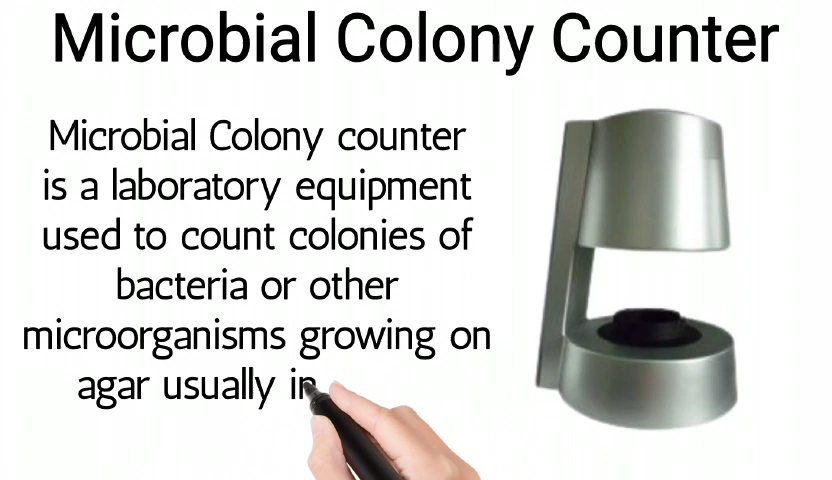 Microbial Colony Counter
Microbial Colony counter
is a laboratory equipment
used to count colonies of
bacteria or other
microorganisms growing on
agar usually in